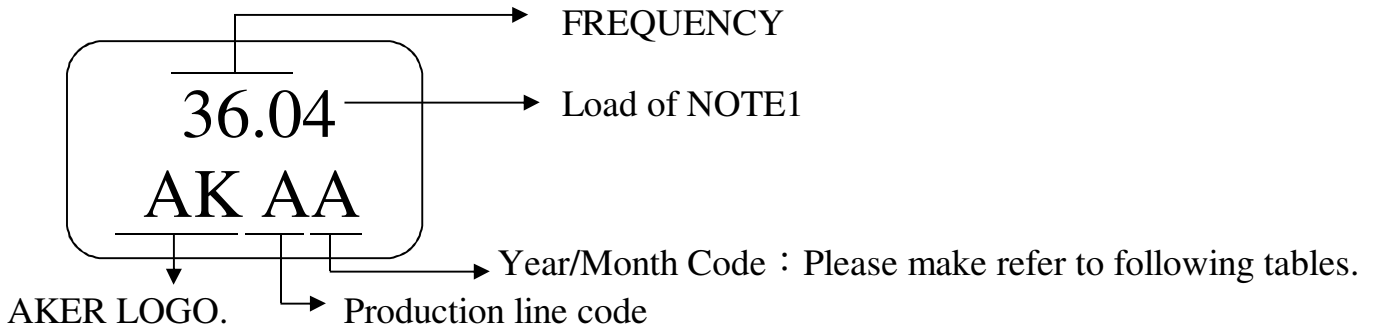 FREQUENCY
36.04
Load of NOTE1
AK AA
Year/Month Code：Please make refer to following tables.
AKER LOGO.
Production line code